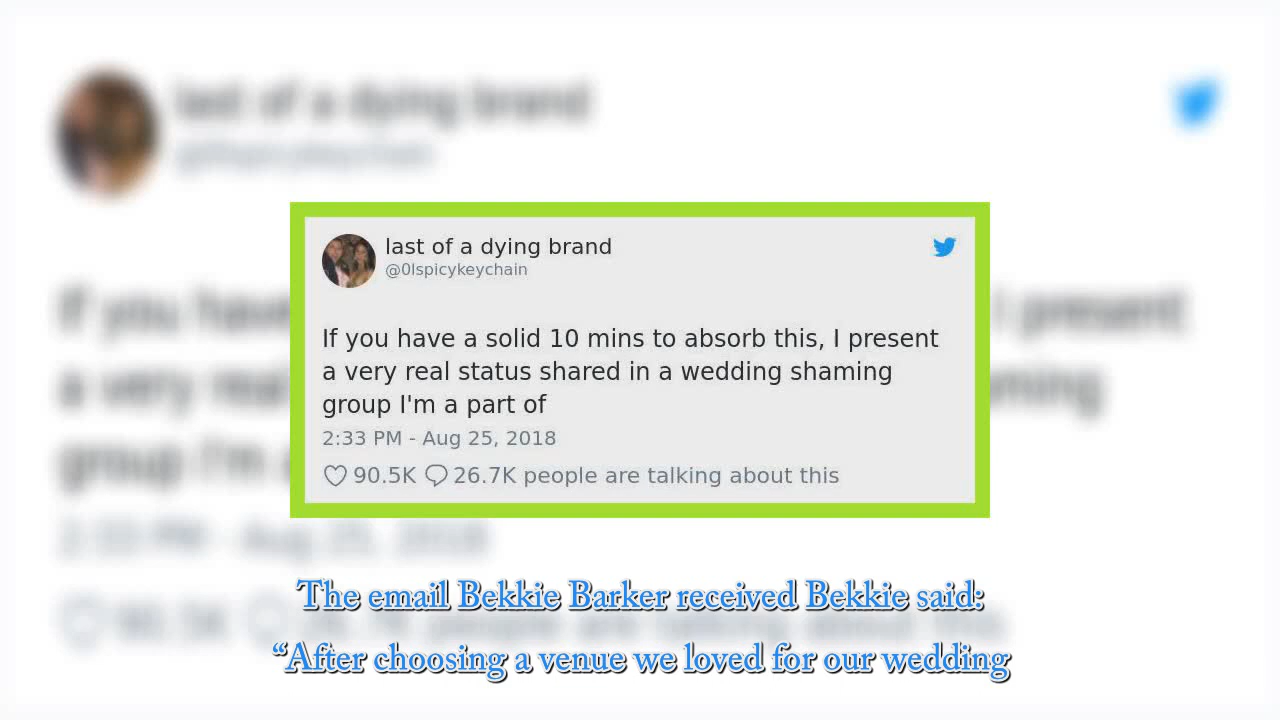 last of a dying brand
@0lspicykeychain
If you have a solid 10 mins to absorb this, I present
a very real status shared in a wedding shaming
group I'm a part of
2:33 PM - Aug 25, 2018
90.5K 26.7K people are talking about this
The email Bekkie Barker received Bekkie said:
“After choosing a venue we loved for our wedding